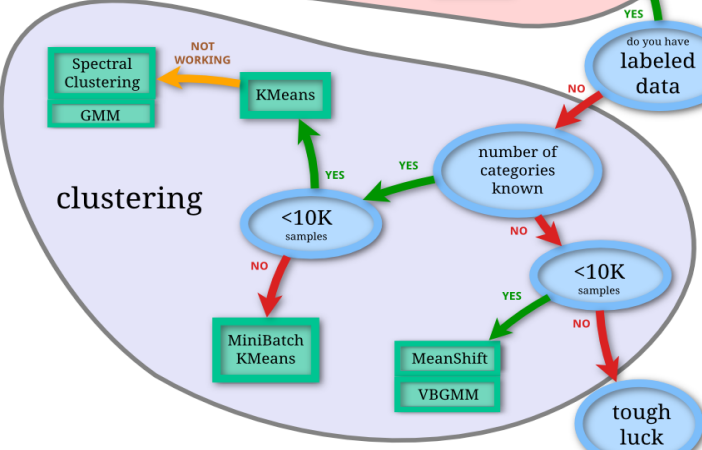 YES
do you have
labeled
data
NO
NOT
WORKING
Spectral
Clustering
GMM
KMeans
number of
categories
known
YES
YES
clustering
<10K
samples
NO
<10K
samples
NO
YES
NO
MiniBatch
KMeans
MeanShift
VBGMM
tough
luck